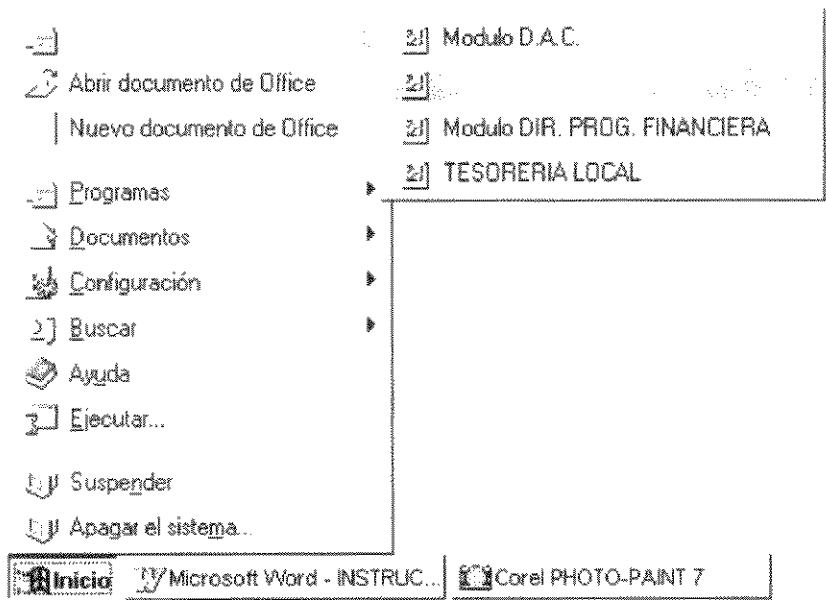 Abrir documento de Office
Nuevo documento de Office
Programas
Documentos
Configuración
Buscar
Ayuda
Ejecutar...
Suspender
Apagar el sistema...
Modulo D.A.C.
Modulo DIR. PROG. FINANCIERA
TESORERIA LOCAL
Inicio
Microsoft Word - INSTRUC...
Corel PHOTO-PAINT 7